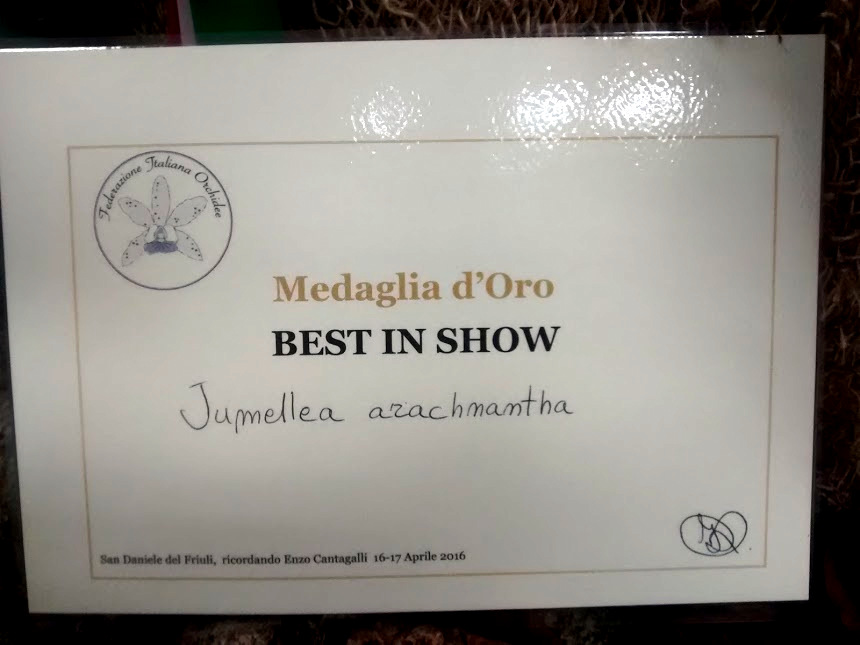 Federazione Italiana Orchidee
Medaglia d'Oro
BEST IN SHOW
Jumellea arachnantha
San Daniele del Friuli, ricordando Enzo Cantagalli 16-17 Aprile 2016